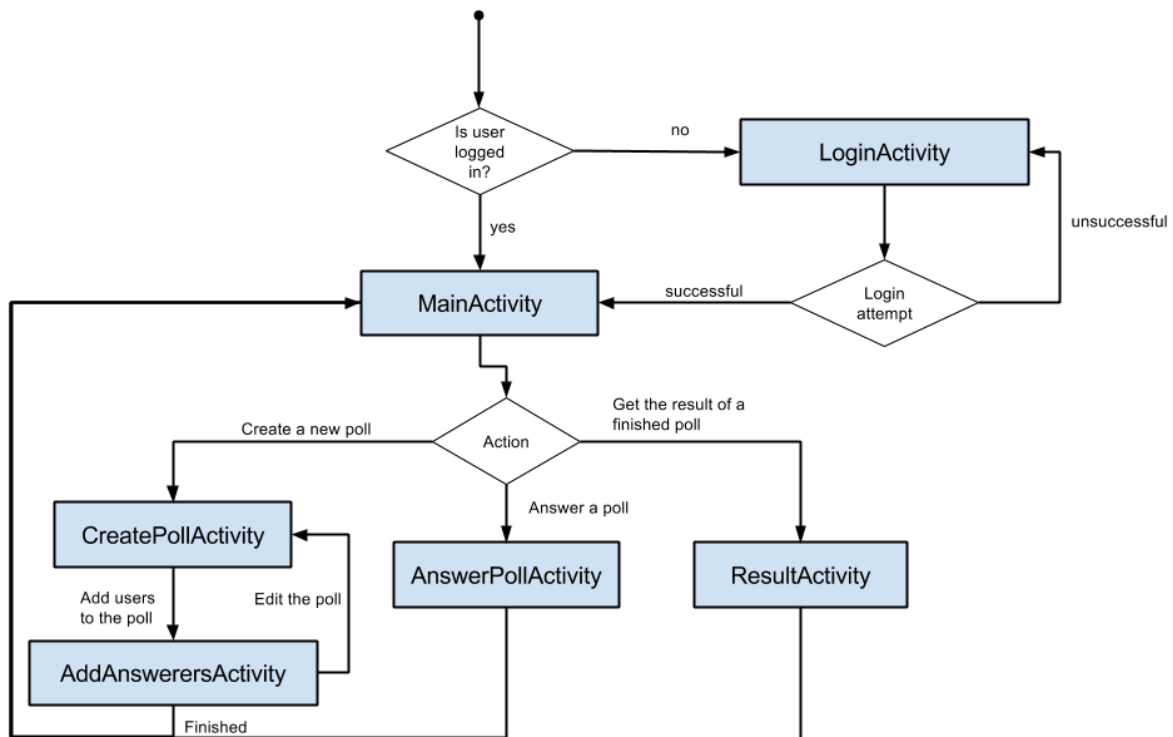 Is user
logged
in?
no
LoginActivity
unsuccessful
yes
MainActivity
successful
Login
attempt
Get the result of a
finished poll
Create a new poll
Action
Answer a poll
CreatePollActivity
AnswerPollActivity
ResultActivity
Add users
to the poll
Edit the poll
AddAnswerersActivity
Finished